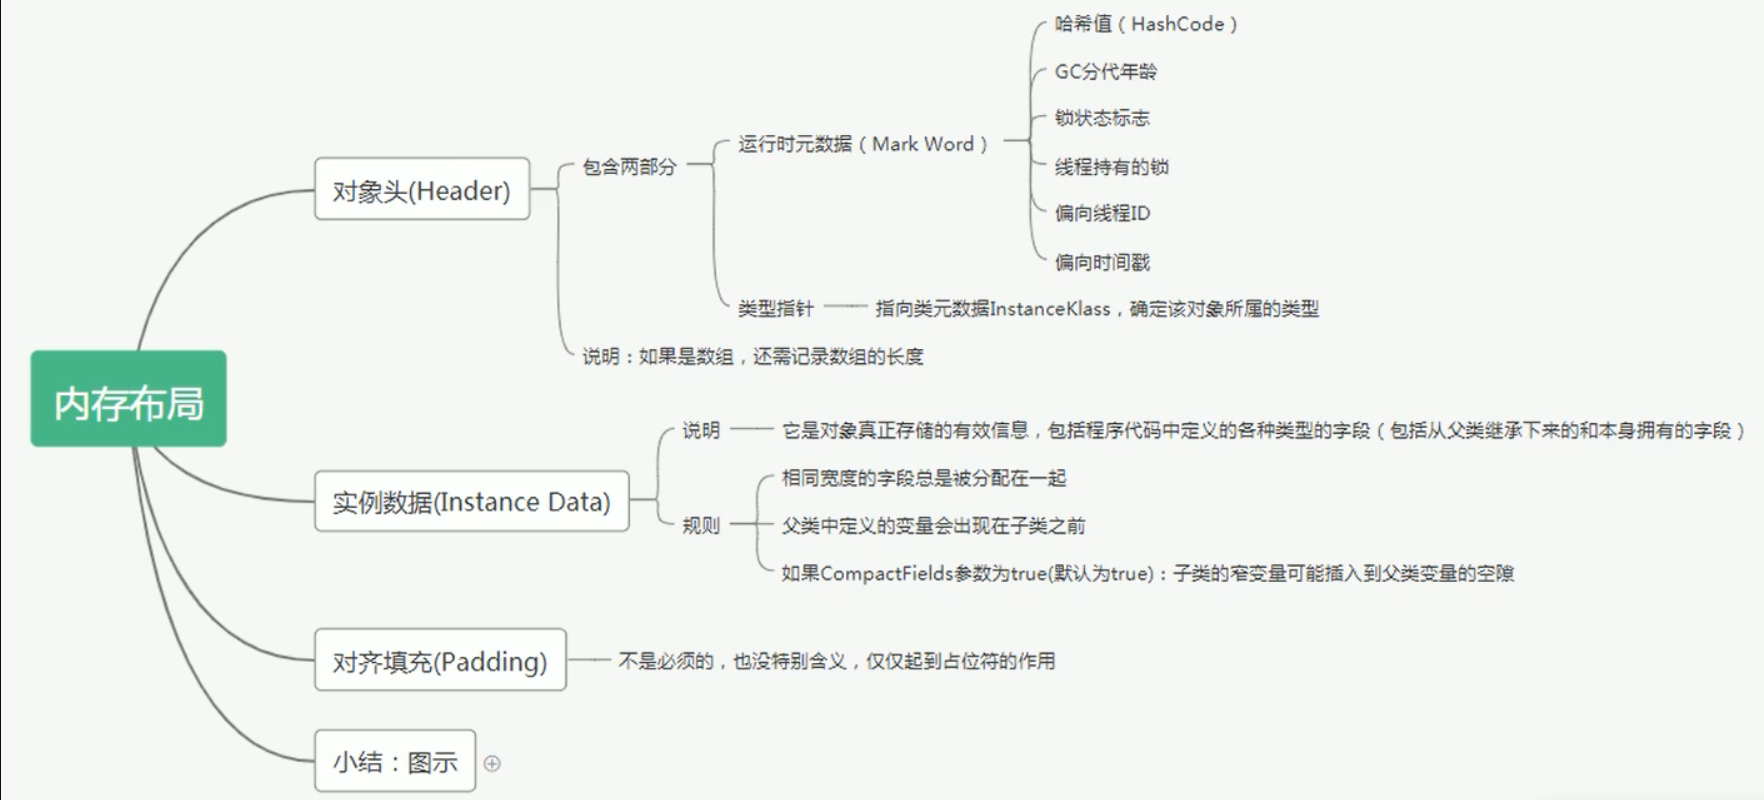 内存布局
对象头(Header)
包含两部分
运行时元数据（Mark Word）
哈希值（HashCode）
GC分代年龄
锁状态标志
线程持有的锁
偏向线程ID
偏向时间戳
类型指针
指向类元数据InstanceKlass，确定该对象所属的类型
说明：如果是数组，还需记录数组的长度
实例数据(Instance Data)
说明
它是对象真正存储的有效信息，包括程序代码中定义的各种类型的字段（包括从父类继承下来的和本身拥有的字段）
规则
相同宽度的字段总是被分配在一起
父类中定义的变量会出现在子类之前
如果CompactFields参数为true(默认为true)：子类的窄变量可能插入到父类变量的空隙
对齐填充(Padding)
不是必须的，也没特别含义，仅仅起到占位符的作用
小结：图示